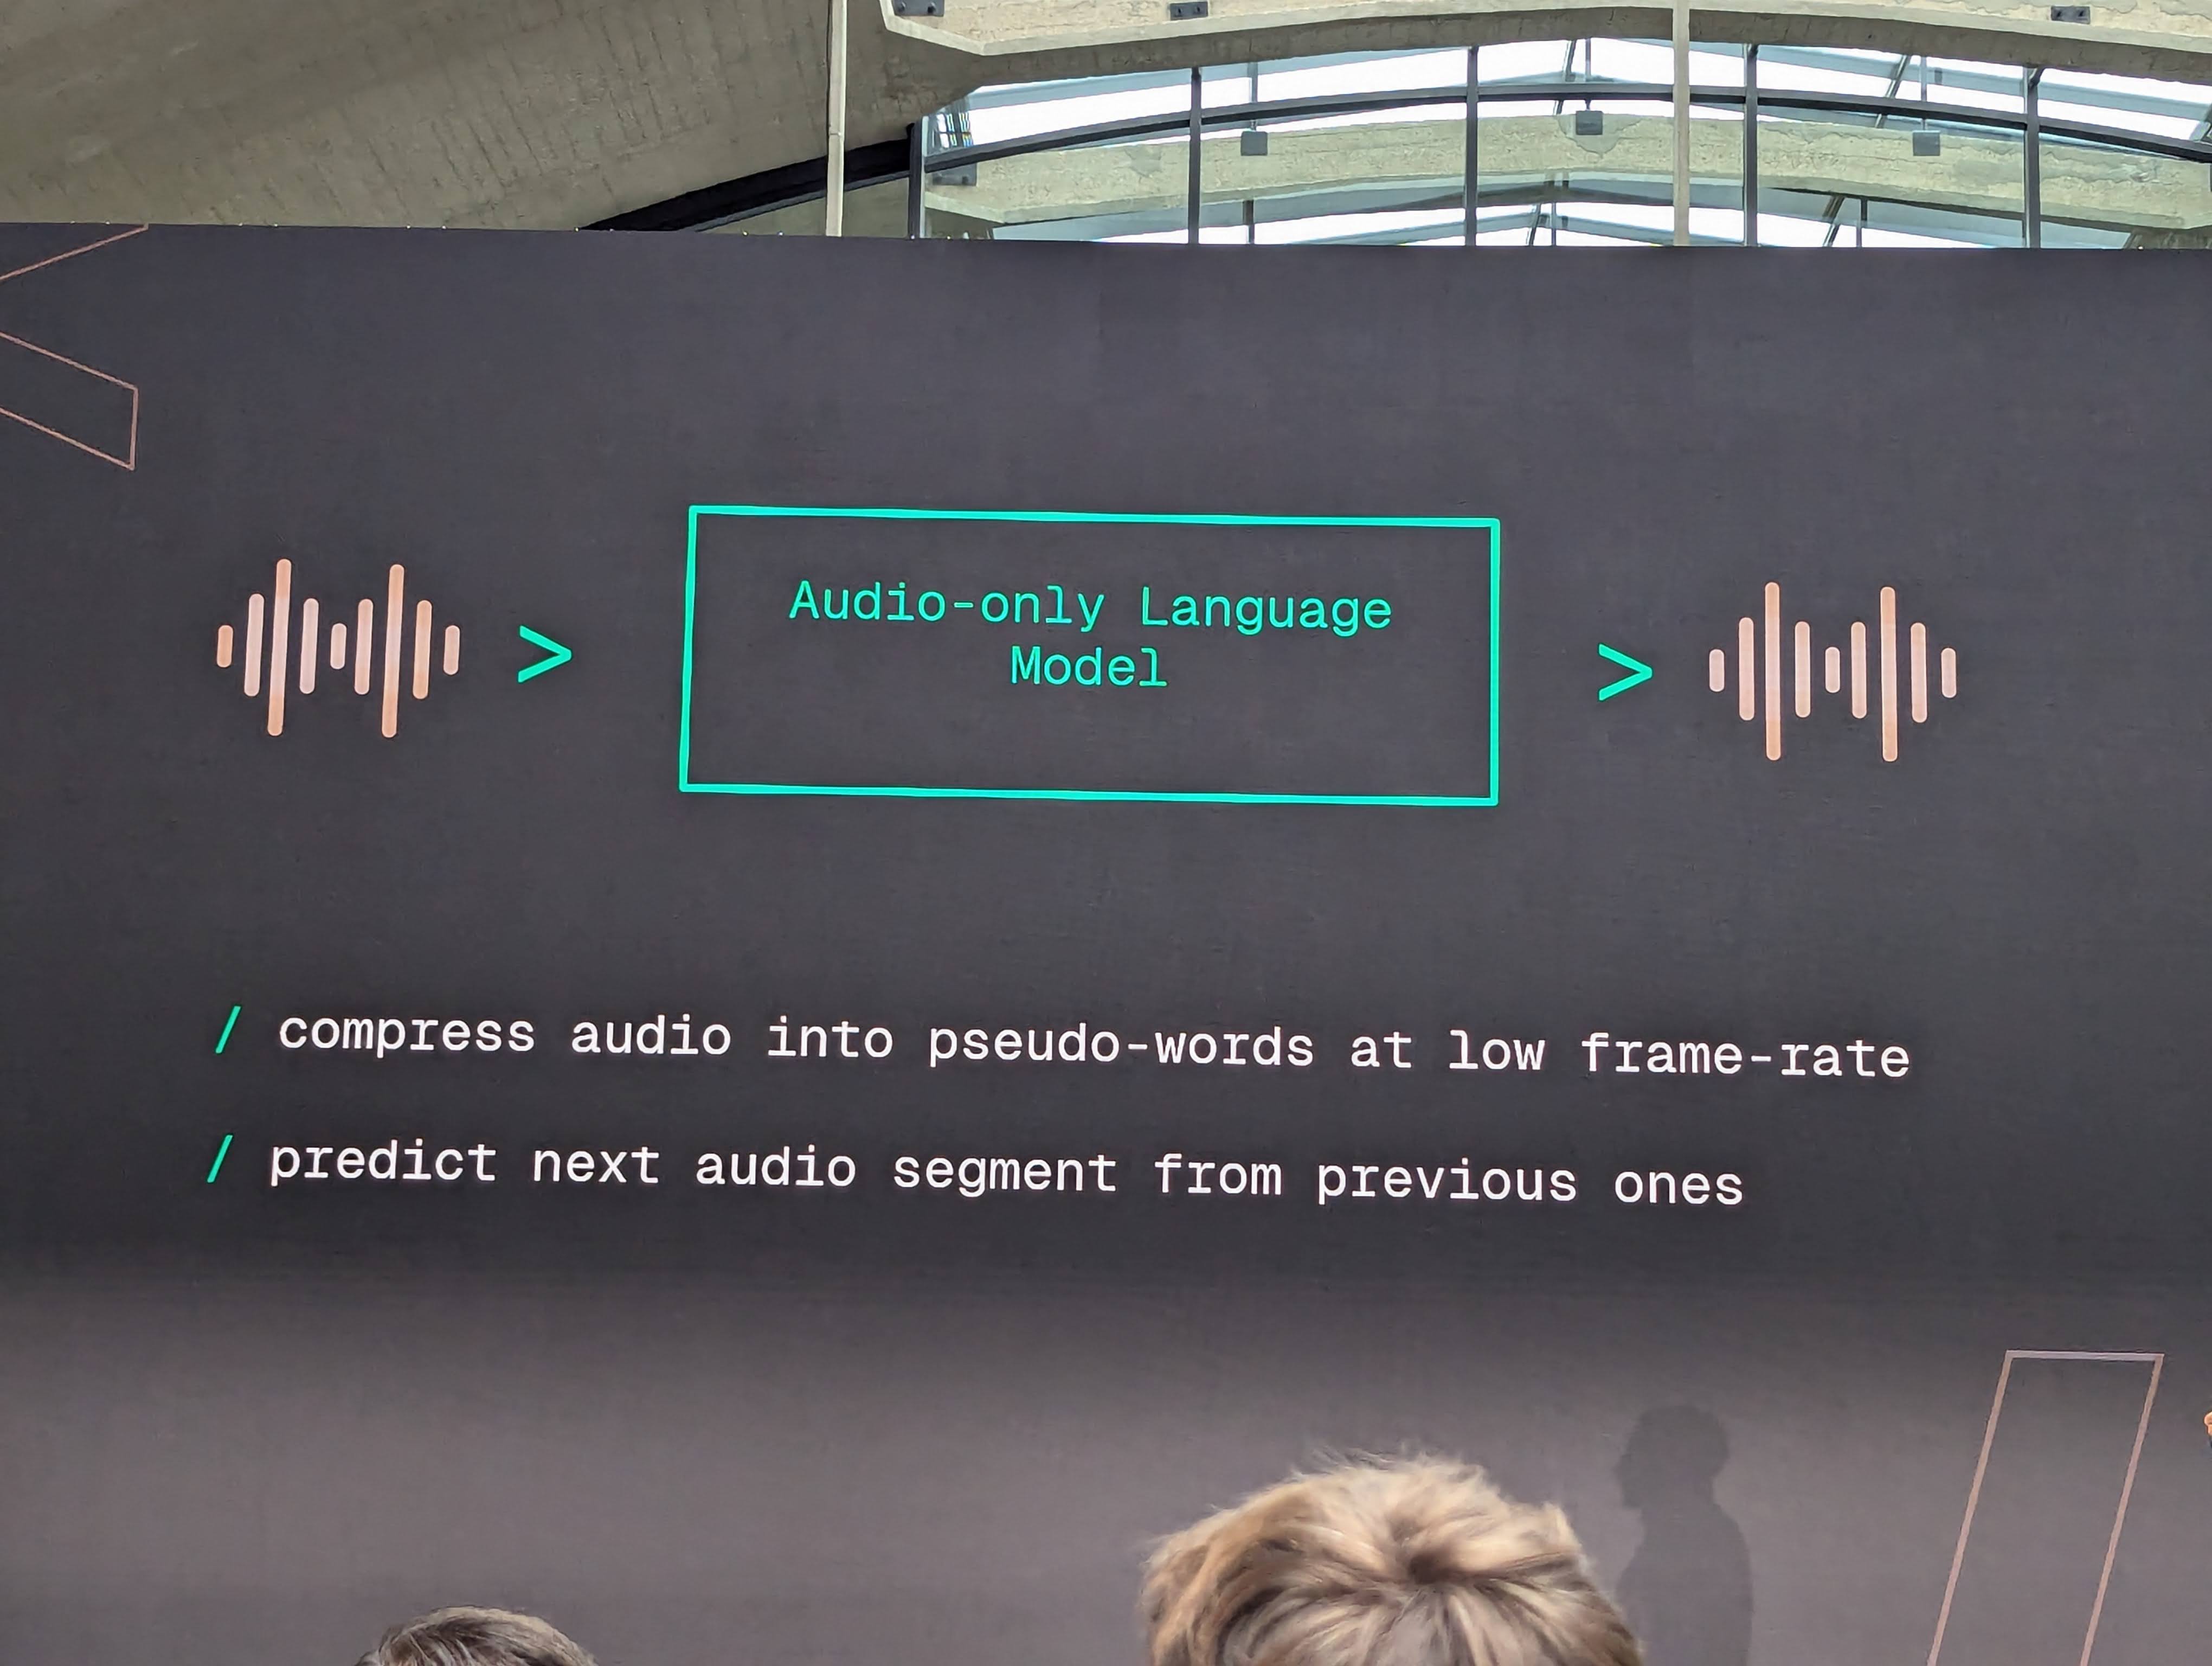 >
Audio-only Language
Model
>
/ compress audio into pseudo-words at low frame-rate
/ predict next audio segment from previous ones